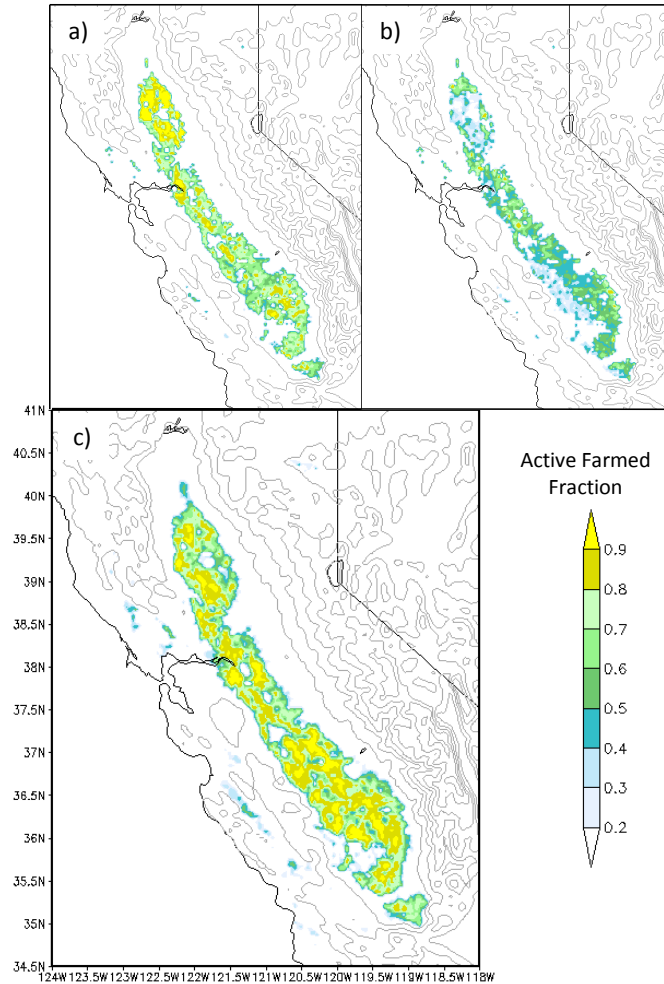 a)
b)
c)
41N
40.5N
40N
39.5N
39N
38.5N
38N
37.5N
37N
36.5N
36N
35.5N
35N
34.5N
124W 123.5W 123W 122.5W 122W 121.5W 121W 120.5W 120W 119.5W 119W 118.5W 118W
Active Farmed
Fraction
0.9
0.8
0.7
0.6
0.5
0.4
0.3
0.2